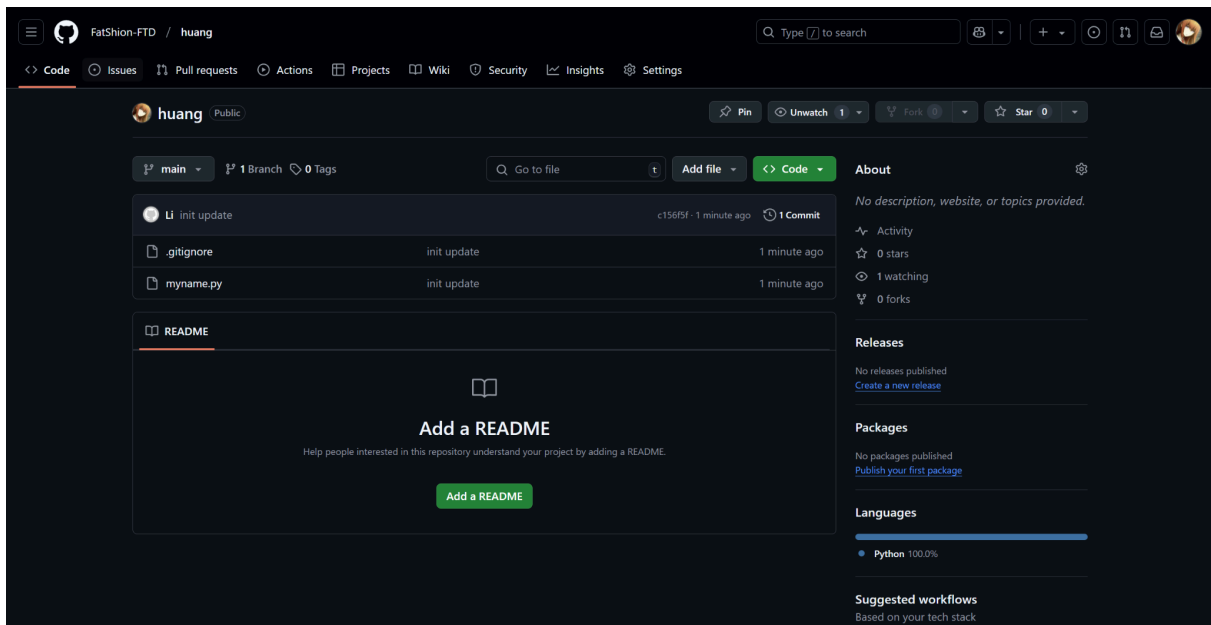 FatShion-FTD / huang
Type / to search
Code Issues Pull requests Actions Projects Wiki Security Insights Settings
huang Public
Pin Unwatch 1 Fork 0 Star 0
main 1 Branch 0 Tags
Go to file t Add file Code
Li init update c156f5f · 1 minute ago 1 Commit
.gitignore init update 1 minute ago
myname.py init update 1 minute ago
README
Add a README
Help people interested in this repository understand your project by adding a README.
Add a README
About
No description, website, or topics provided.
Activity
0 stars
1 watching
0 forks
Releases
No releases published
Create a new release
Packages
No packages published
Publish your first package
Languages
Python 100.0%
Suggested workflows
Based on your tech stack